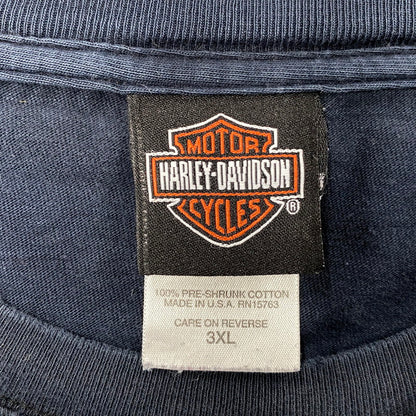 MOTOR
HARLEY-DAVIDSON
CYCLES ®
100% PRE-SHRUNK COTTON
MADE IN U.S.A. RN15763
CARE ON REVERSE
3XL